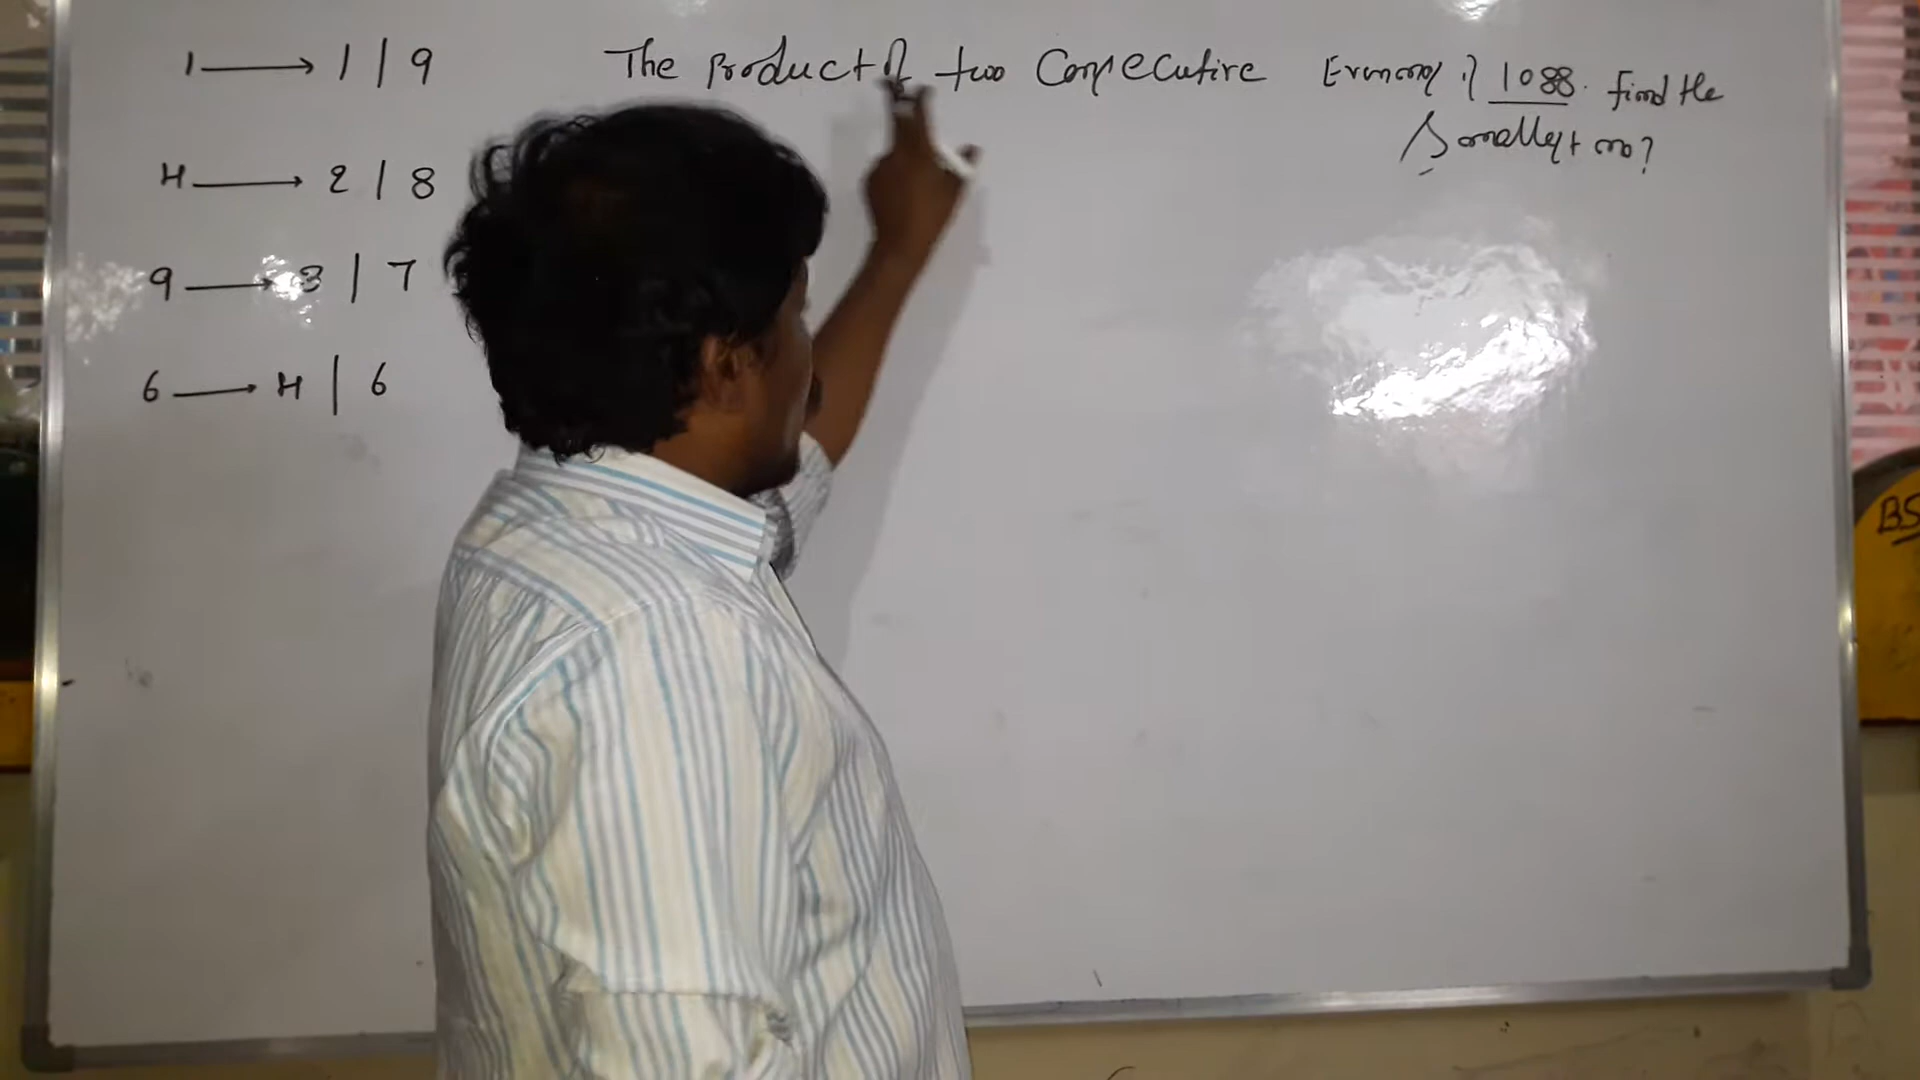 1 → 1 | 9
4 → 2 | 8
9 → 3 | 7
6 → 4 | 6
The Product of two Consecutive Even no's is 1088. find the
Smallest no?
BS